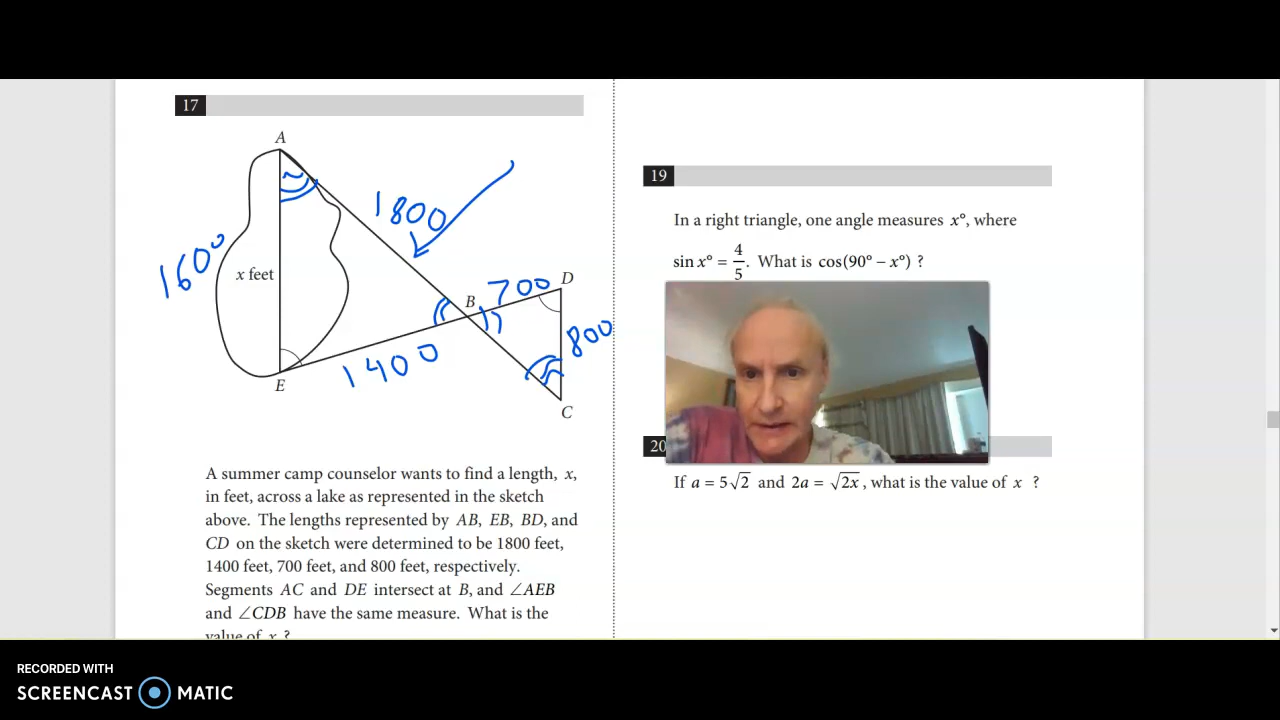 17
A
1800
1600
x feet
B
700
D
800
1400
E
C
A summer camp counselor wants to find a length, x,
in feet, across a lake as represented in the sketch
above. The lengths represented by AB, EB, BD, and
CD on the sketch were determined to be 1800 feet,
1400 feet, 700 feet, and 800 feet, respectively.
Segments AC and DE intersect at B, and ∠AEB
and ∠CDB have the same measure. What is the
value of x ?
19
In a right triangle, one angle measures x°, where
sin x° = 4/5. What is cos(90° − x°) ?
20
If a = 5√2 and 2a = √2x, what is the value of x ?
RECORDED WITH
SCREENCAST MATIC